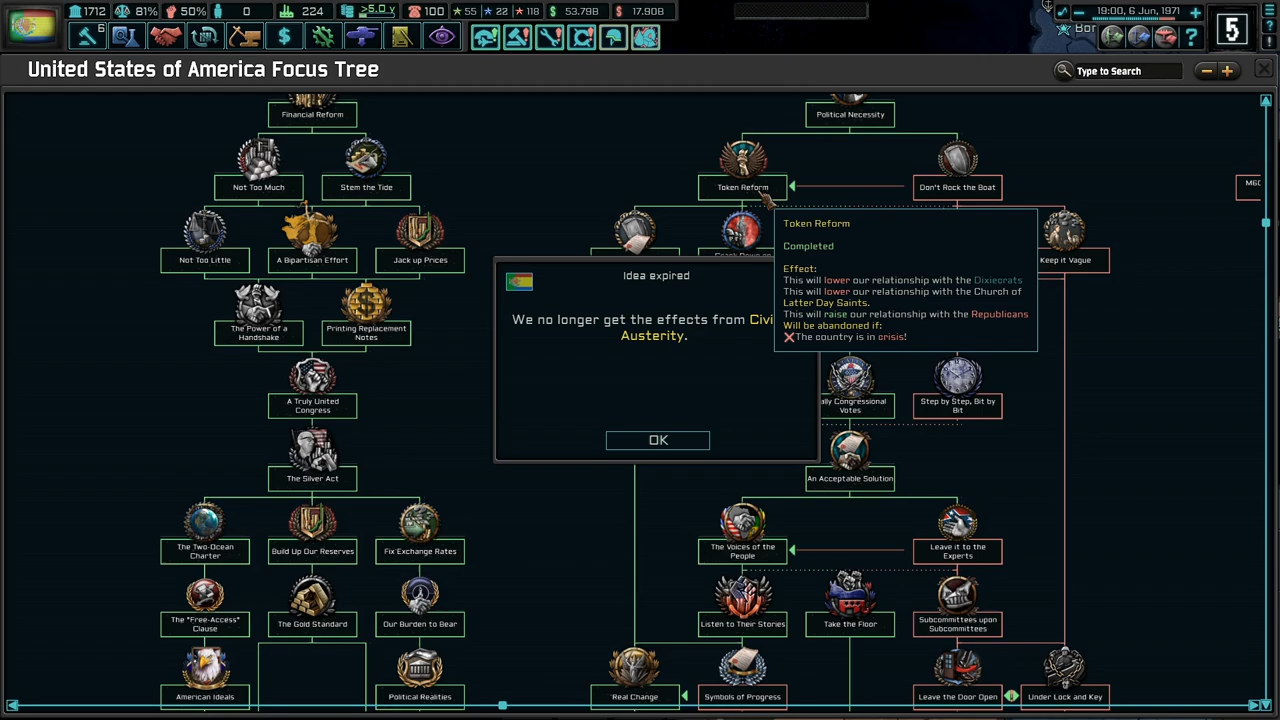 1712
81%
50%
0
224
>5.0 y
100
55
22
118
53.79B
17.90B
19:00, 6 Jun, 1971
Bor
5
6
United States of America Focus Tree
Type to Search
Financial Reform
Political Necessity
Not Too Much
Stem the Tide
Token Reform
Don't Rock the Boat
Token Reform
Completed
Effect:
This will lower our relationship with the Dixieorats
This will lower our relationship with the Church of
Latter Day Saints.
This will raise our relationship with the Republicans
Will be abandoned if:
The country is in crisis!
Not Too Little
A Bipartisan Effort
Jack up Prices
Keep it Vague
Idea expired
We no longer get the effects from Civi
Austerity.
OK
The Power of a
Handshake
Printing Replacement
Notes
A Truly United
Congress
ally Congressional
Votes
Step by Step, Bit by
Bit
The Silver Act
An Acceptable Solution
The Two-Ocean
Charter
Build Up Our Reserves
Fix Exchange Rates
The Voices of the
People
Leave it to the
Experts
The "Free-Access"
Clause
The Gold Standard
Our Burden to Bear
Listen to Their Stories
Take the Floor
Subcommittees upon
Subcommittees
American Ideals
Political Realities
'Real Change'
Symbols of Progress
Leave the Door Open
Under Lock and Key